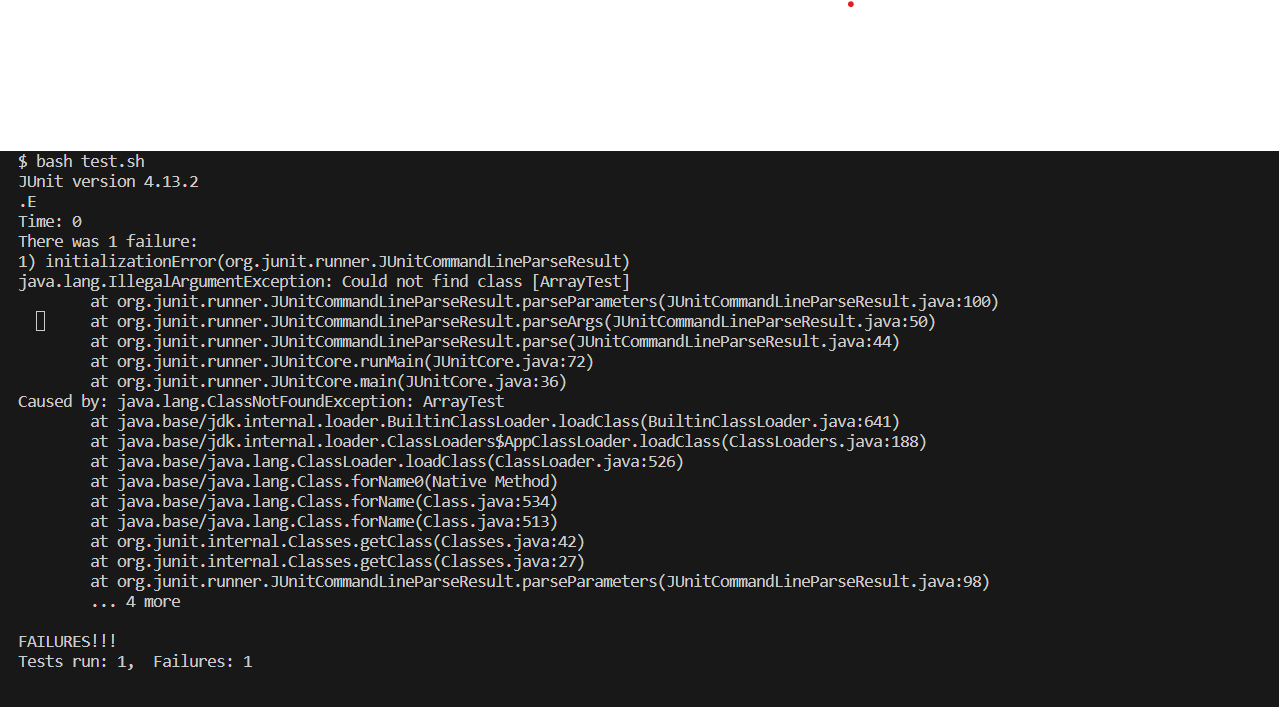 $ bash test.sh
JUnit version 4.13.2
.E
Time: 0
There was 1 failure:
1) initializationError(org.junit.runner.JUnitCommandLineParseResult)
java.lang.IllegalArgumentException: Could not find class [ArrayTest]
at org.junit.runner.JUnitCommandLineParseResult.parseParameters(JUnitCommandLineParseResult.java:100)
at org.junit.runner.JUnitCommandLineParseResult.parseArgs(JUnitCommandLineParseResult.java:50)
at org.junit.runner.JUnitCommandLineParseResult.parse(JUnitCommandLineParseResult.java:44)
at org.junit.runner.JUnitCore.runMain(JUnitCore.java:72)
at org.junit.runner.JUnitCore.main(JUnitCore.java:36)
Caused by: java.lang.ClassNotFoundException: ArrayTest
at java.base/jdk.internal.loader.BuiltinClassLoader.loadClass(BuiltinClassLoader.java:641)
at java.base/jdk.internal.loader.ClassLoaders$AppClassLoader.loadClass(ClassLoaders.java:188)
at java.base/java.lang.ClassLoader.loadClass(ClassLoader.java:526)
at java.base/java.lang.Class.forName0(Native Method)
at java.base/java.lang.Class.forName(Class.java:534)
at java.base/java.lang.Class.forName(Class.java:513)
at org.junit.internal.Classes.getClass(Classes.java:42)
at org.junit.internal.Classes.getClass(Classes.java:27)
at org.junit.runner.JUnitCommandLineParseResult.parseParameters(JUnitCommandLineParseResult.java:98)
... 4 more
FAILURES!!!
Tests run: 1,  Failures: 1